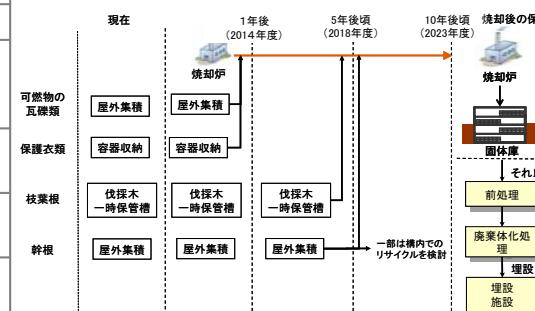 現在
1年後
（2014年度）
5年後頃
（2018年度）
10年後頃
（2023年度）
焼却後の保
焼却炉
焼却炉
可燃物の
瓦礫類
屋外集積
屋外集積
固体庫
保護衣類
容器収納
容器収納
それ
枝葉根
伐採木
一時保管槽
伐採木
一時保管槽
伐採木
一時保管槽
前処理
幹根
屋外集積
屋外集積
屋外集積
一部は構内での
リサイクルを検討
廃棄体化処
理
埋設
埋設
施設